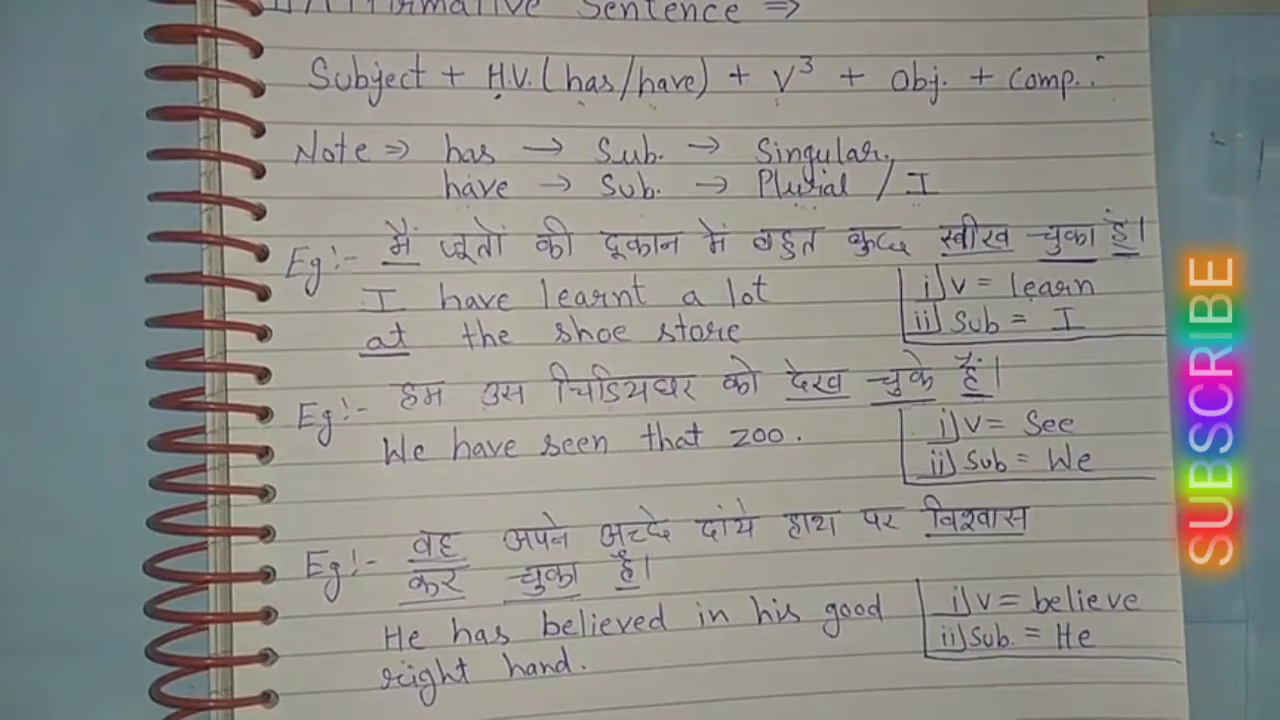 Affirmative Sentence ⇒
Subject + H.V. (has/have) + V³ + Obj. + Comp..
Note ⇒ has → Sub. → Singular.
have → Sub. → Plurial / I
Eg:- मैं जूतों की दूकान में बहुत कुछ सीख चुका हूँ।
I have learnt a lot
at the shoe store
i) V = learn
ii) Sub = I
Eg:- हम उस चिडियघर को देख चुके हैं।
We have seen that zoo.
i) V = See
ii) Sub = We
Eg:- वह अपने अच्छे दांये हाथ पर विश्वास
कर चुका है।
He has believed in his good
right hand.
i) V = believe
ii) Sub. = He
SUBSCRIBE